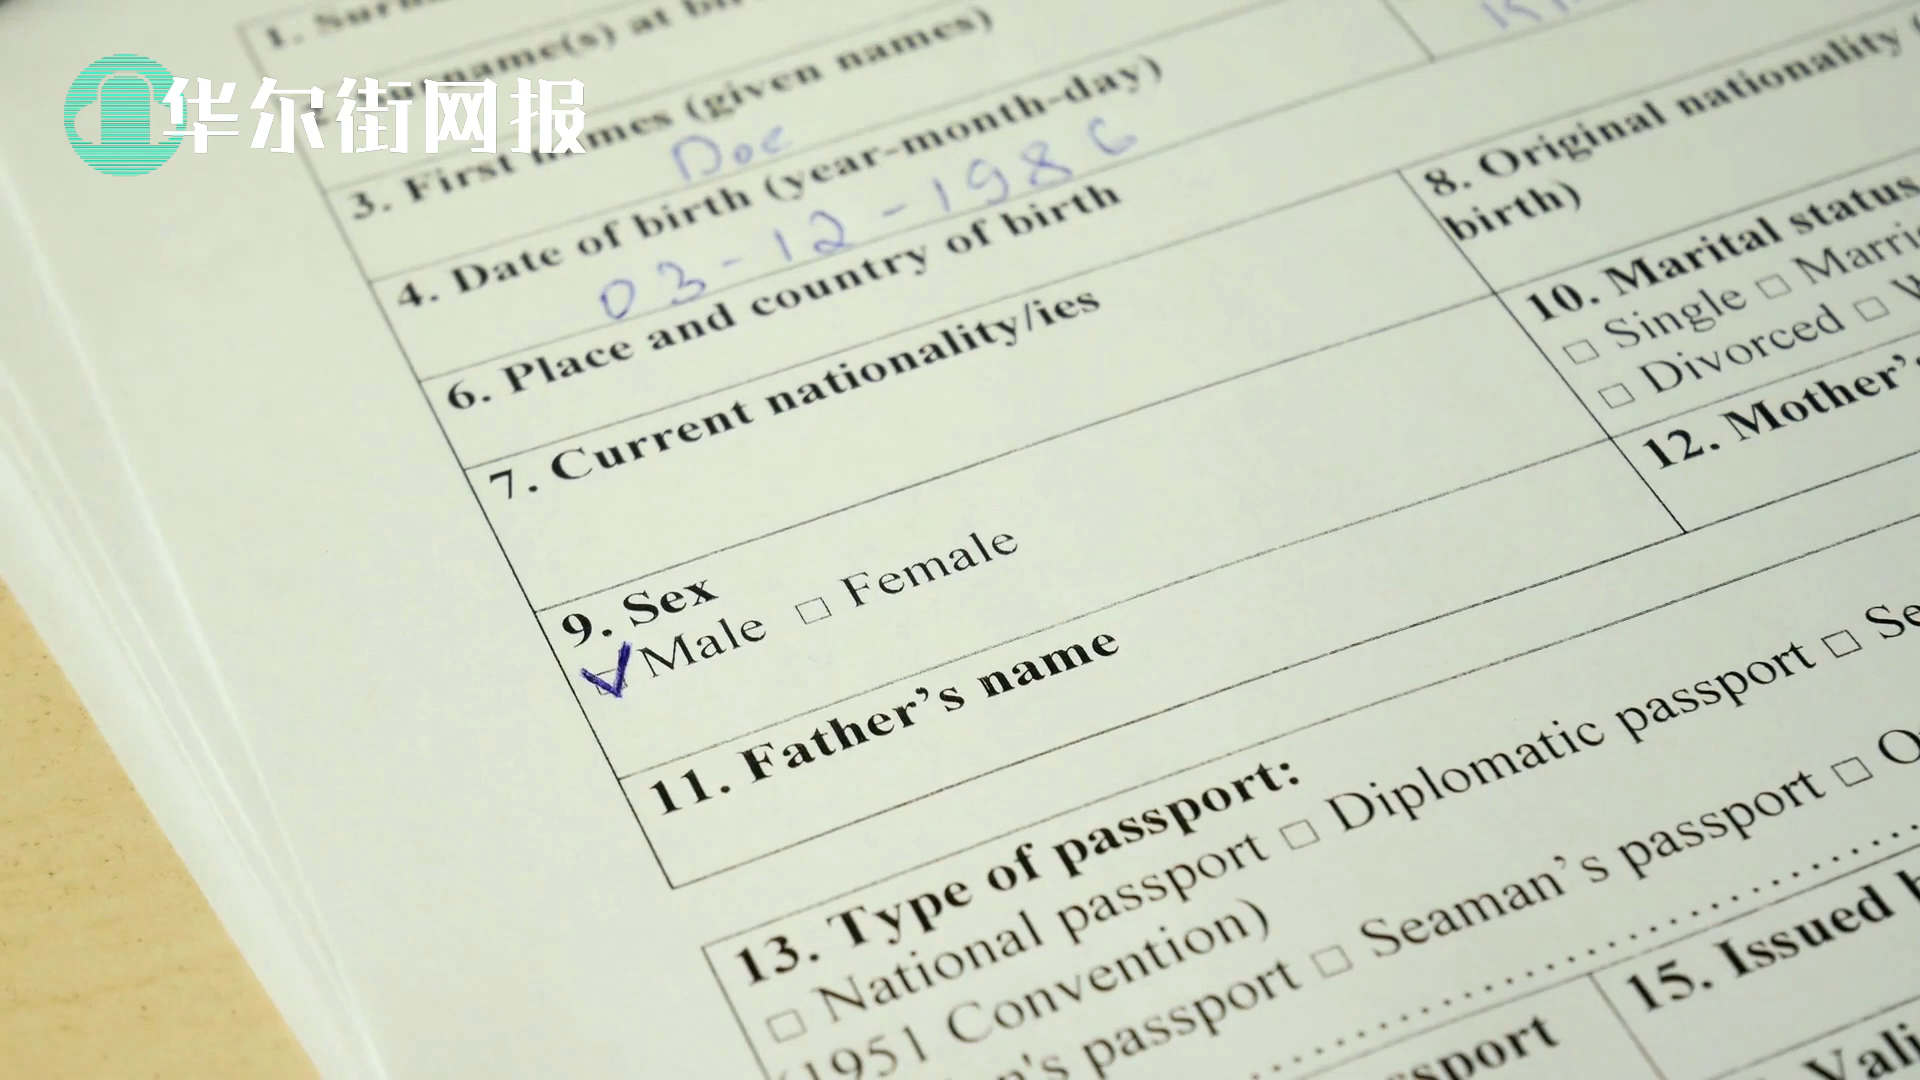 华尔街网报
3. First names (given names)
Doe
4. Date of birth (year-month-day)
03-12-1986
6. Place and country of birth
7. Current nationality/ies
8. Original nationality
birth)
9. Sex
Male □ Female
10. Marital status
□ Single □
□ Divorced □
11. Father's name
12. Mother's
13. Type of passport:
□ National passport □ Diplomatic passport □
(1951 Convention)
passport □ Seaman's passport □
15. Issued